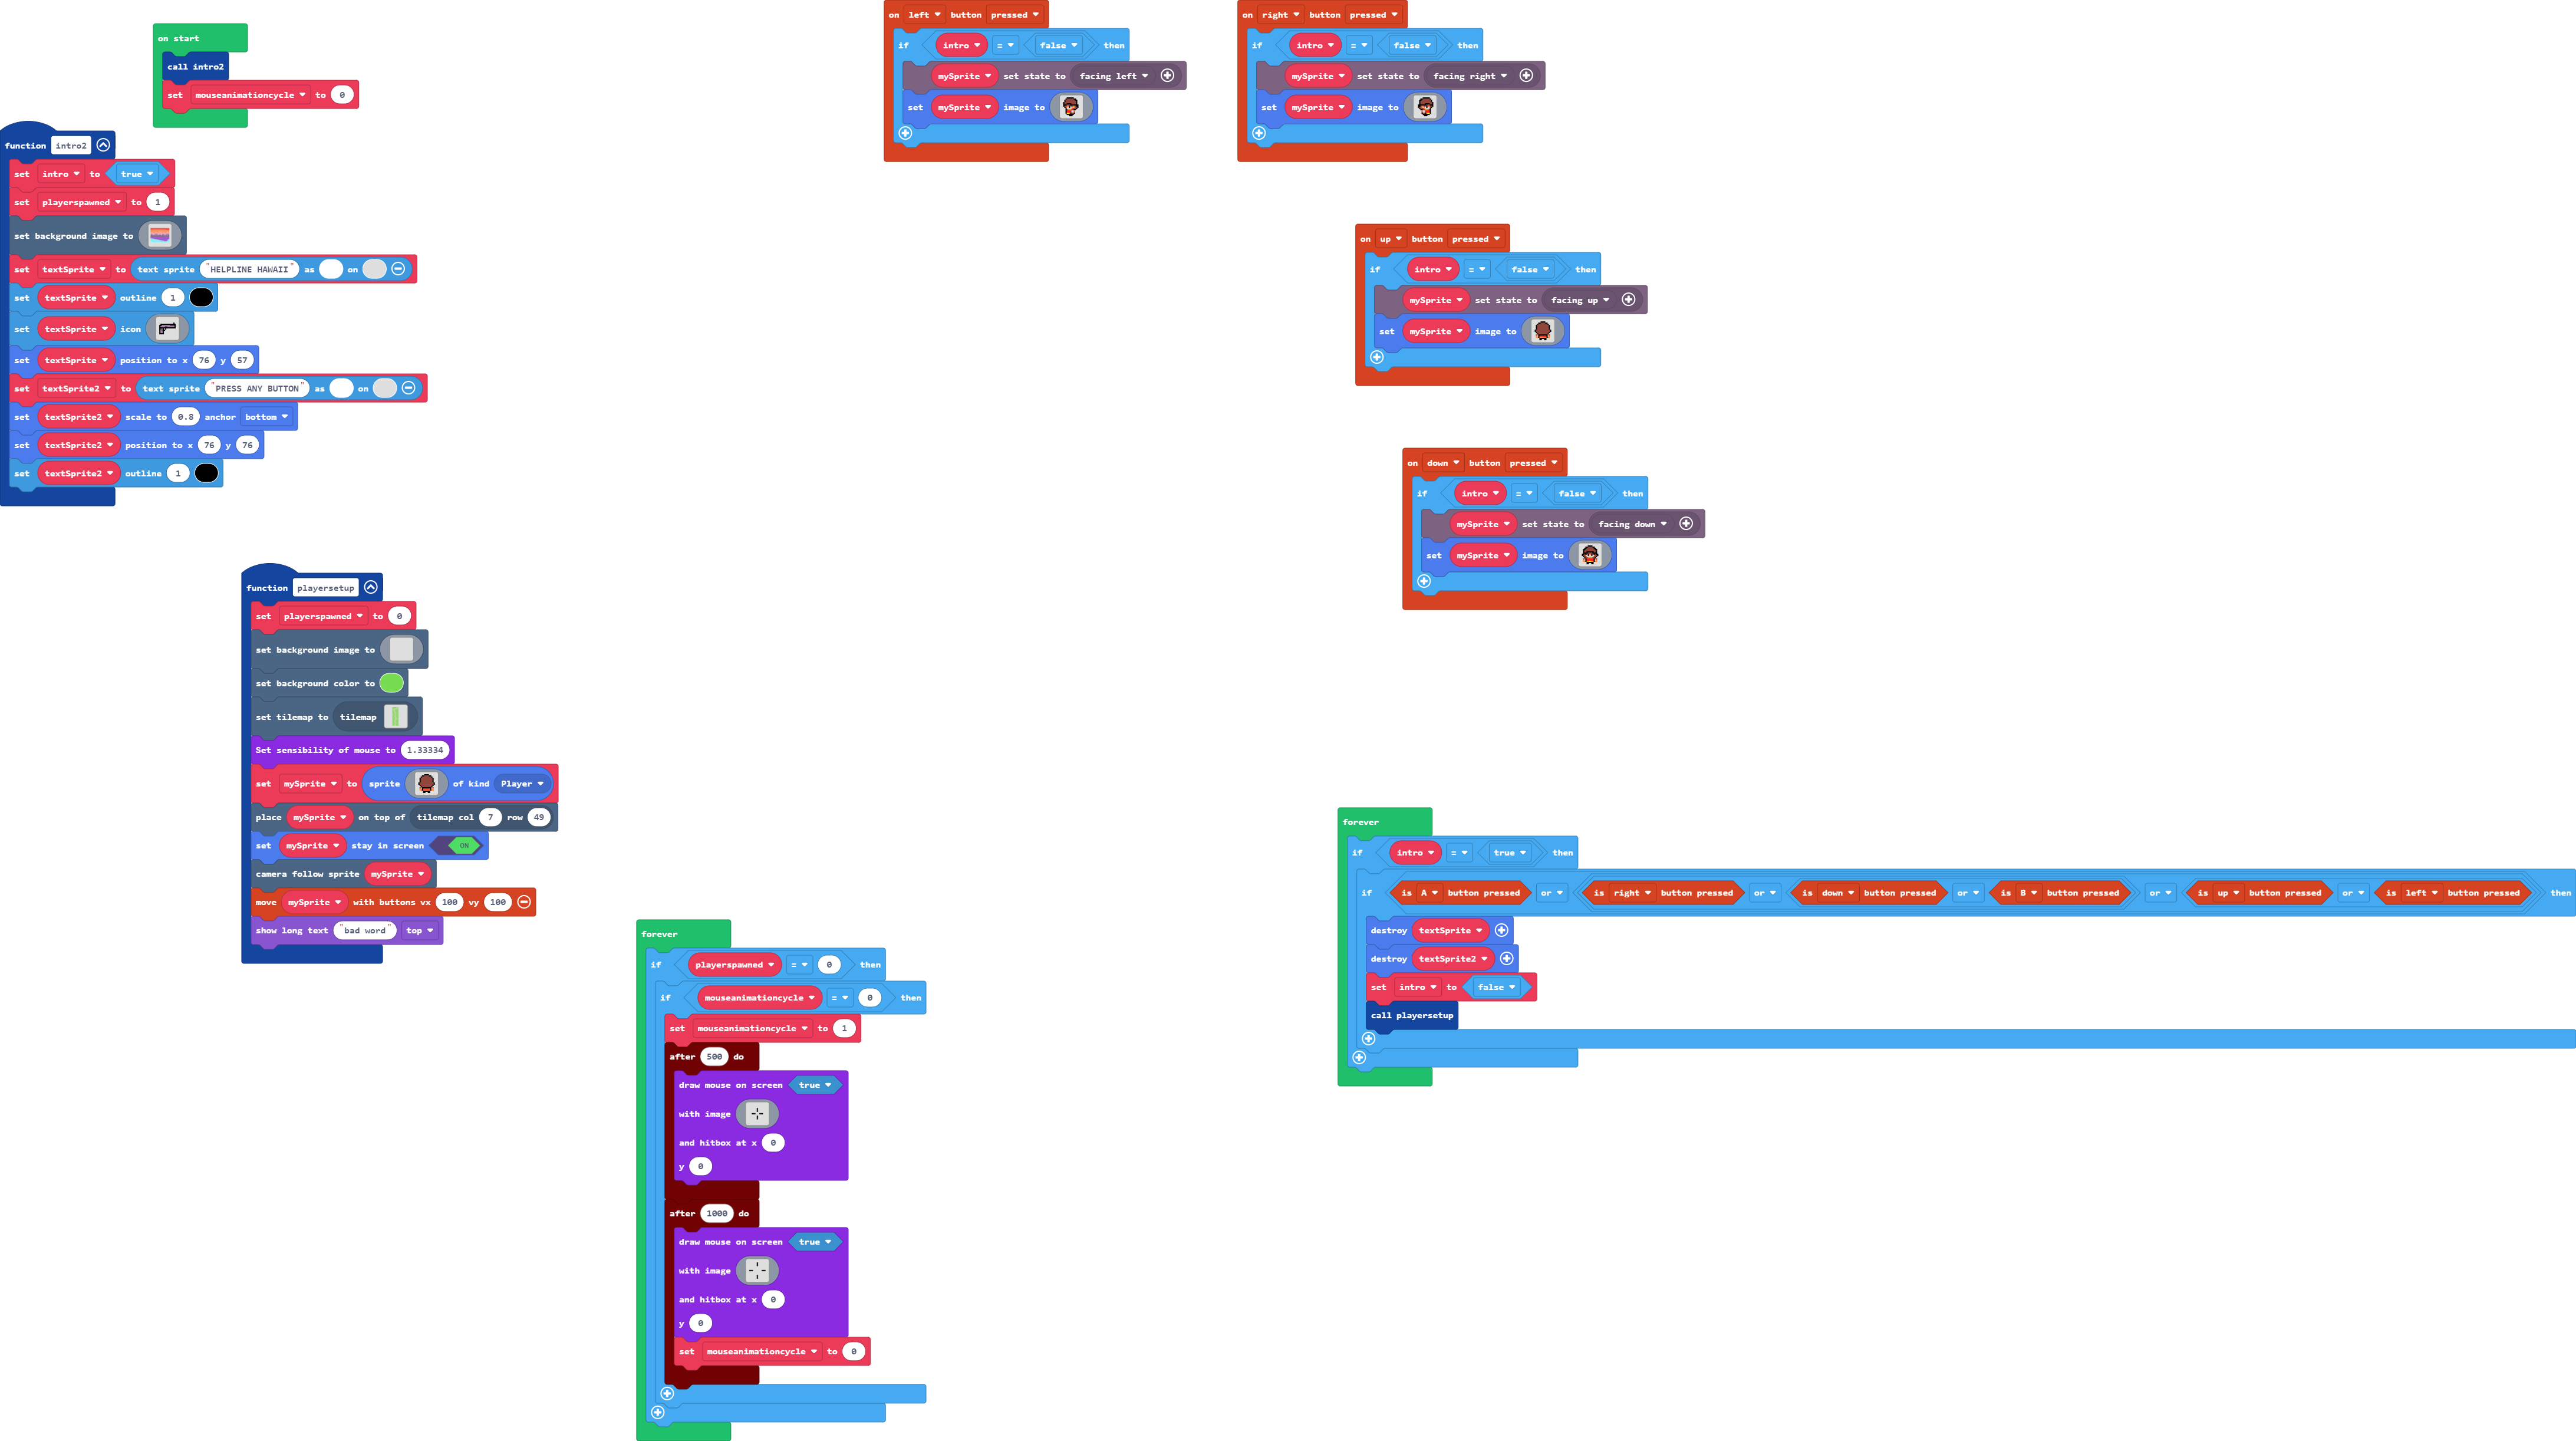 on start
call intro2
set mouseanimationcycle to 0
function intro2
set intro to true
set playerspawned to 1
set background image to
set textSprite to text sprite "HELPLINE HAWAII" as on
set textSprite outline 1
set textSprite icon
set textSprite position to x 76 y 57
set textSprite2 to text sprite "PRESS ANY BUTTON" as on
set textSprite2 scale to 0.8 anchor bottom
set textSprite2 position to x 76 y 76
set textSprite2 outline 1
function playersetup
set playerspawned to 0
set background image to
set background color to
set tilemap to tilemap
Set sensibility of mouse to 1.33334
set mySprite to sprite of kind Player
place mySprite on top of tilemap col 7 row 49
set mySprite stay in screen ON
camera follow sprite mySprite
move mySprite with buttons vx 100 vy 100
show long text "bad word" top
forever
if playerspawned = 0 then
if mouseanimationcycle = 0 then
set mouseanimationcycle to 1
after 500 do
draw mouse on screen true
with image
and hitbox at x 0
y 0
after 1000 do
draw mouse on screen true
with image
and hitbox at x 0
y 0
set mouseanimationcycle to 0
on left button pressed
if intro = false then
mySprite set state to facing left
set mySprite image to
on right button pressed
if intro = false then
mySprite set state to facing right
set mySprite image to
on up button pressed
if intro = false then
mySprite set state to facing up
set mySprite image to
on down button pressed
if intro = false then
mySprite set state to facing down
set mySprite image to
forever
if intro = true then
if is A button pressed or is right button pressed or is down button pressed or is B button pressed or is up button pressed or is left button pressed then
destroy textSprite
destroy textSprite2
set intro to false
call playersetup